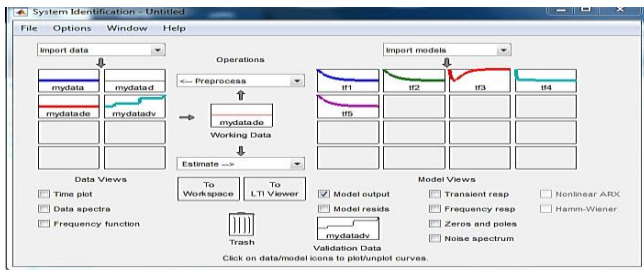 System Identification - Untitled
File Options Window Help
Import data
Operations
Import models
<-- Preprocess
mydata mydatad
tf1 tf2 tf3 tf4
mydatade mydatadv
mydatade
tf5
Working Data
Estimate -->
Data Views
To Workspace
To LTI Viewer
Model Views
Time plot
Data spectra
Frequency function
Model output
Transient resp
Nonlinear ARX
Model resids
Frequency resp
Hamm-Wiener
Zeros and poles
Noise spectrum
Trash
mydatadv
Validation Data
Click on data/model icons to plot/unplot curves.